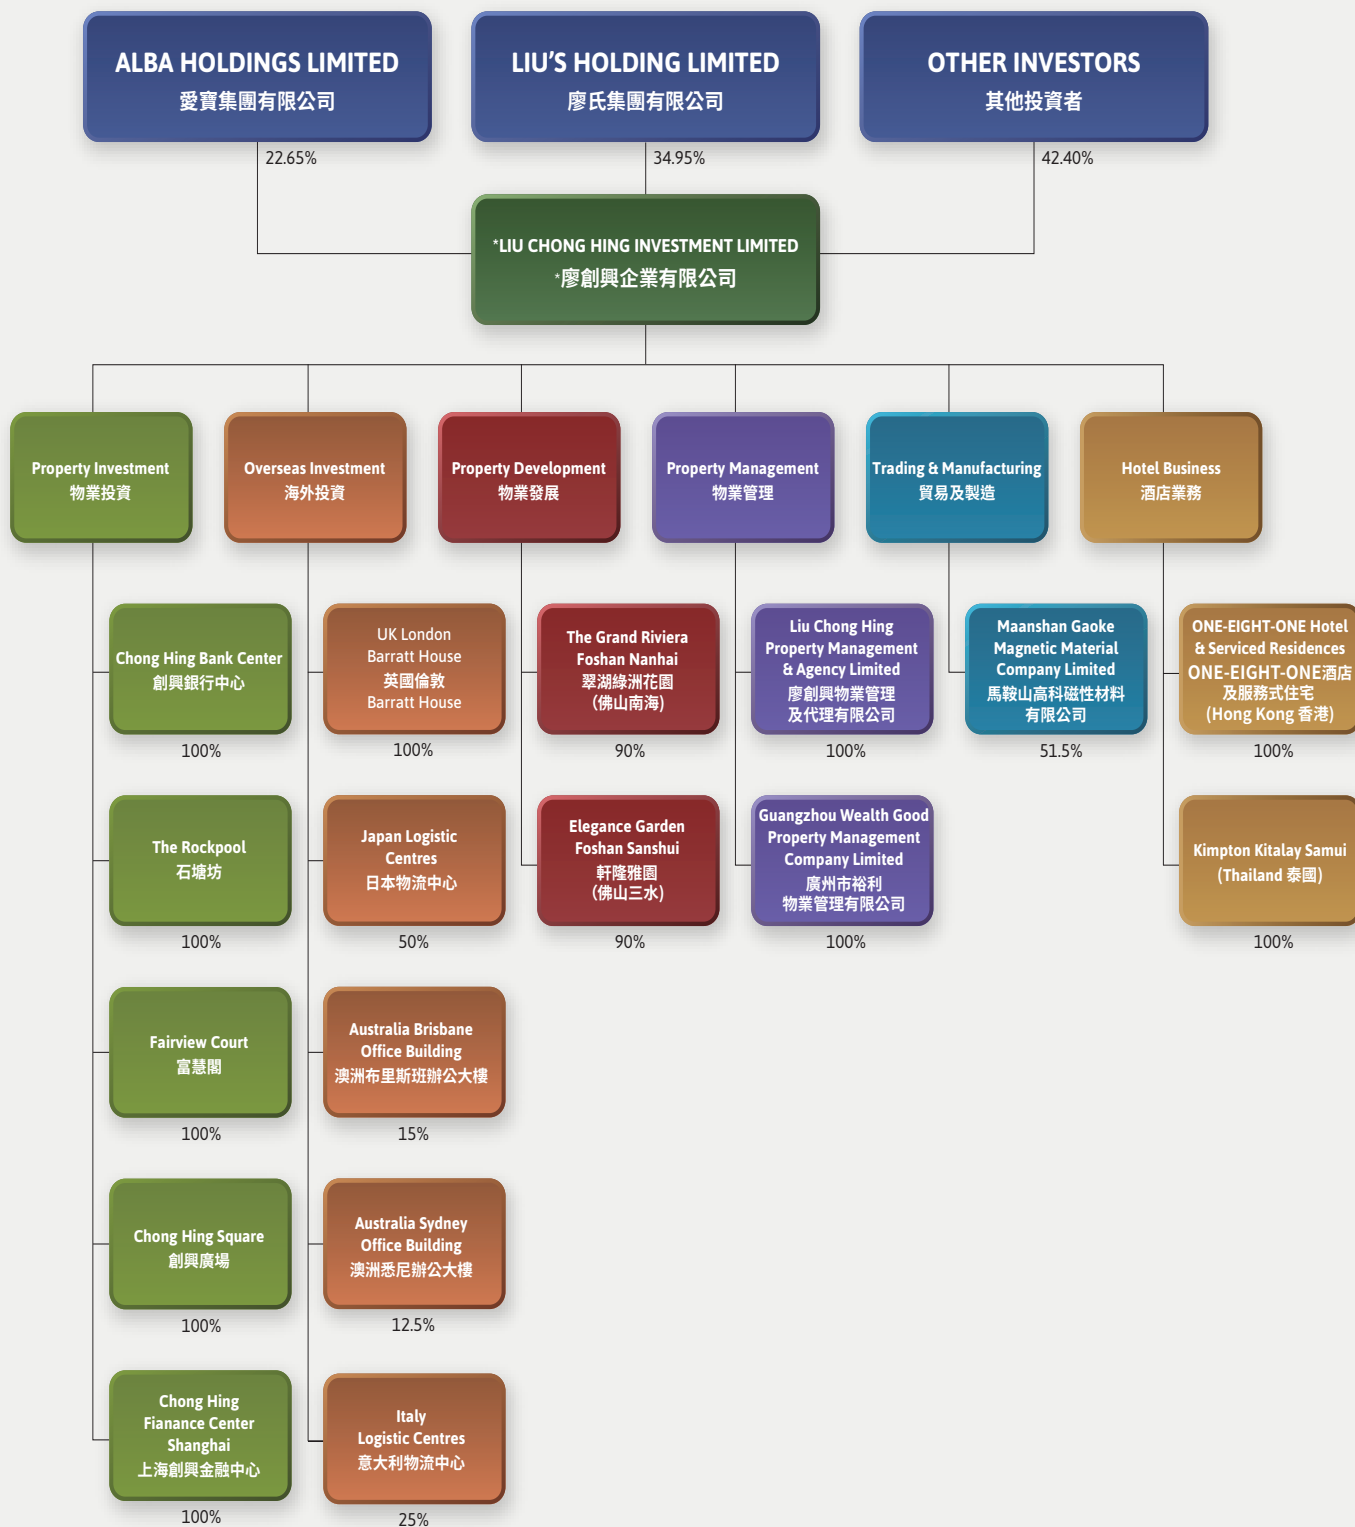 ALBA HOLDINGS LIMITED
愛寶集團有限公司
LIU'S HOLDING LIMITED
廖氏集團有限公司
OTHER INVESTORS
其他投資者
22.65%
34.95%
42.40%
*LIU CHONG HING INVESTMENT LIMITED
*廖創興企業有限公司
Property Investment
物業投資
Overseas Investment
海外投資
Property Development
物業發展
Property Management
物業管理
Trading & Manufacturing
貿易及製造
Hotel Business
酒店業務
Chong Hing Bank Center
創興銀行中心
100%
UK London
Barratt House
英國倫敦
Barratt House
100%
The Grand Riviera
Foshan Nanhai
翠湖綠洲花園
(佛山南海)
90%
Liu Chong Hing
Property Management
& Agency Limited
廖創興物業管理
及代理有限公司
100%
Maanshan Gaoke
Magnetic Material
Company Limited
馬鞍山高科磁性材料
有限公司
51.5%
ONE-EIGHT-ONE Hotel
& Serviced Residences
ONE-EIGHT-ONE酒店
及服務式住宅
(Hong Kong 香港)
100%
The Rockpool
石塘坊
100%
Japan Logistic
Centres
日本物流中心
50%
Elegance Garden
Foshan Sanshui
軒隆雅園
(佛山三水)
90%
Guangzhou Wealth Good
Property Management
Company Limited
廣州市裕利
物業管理有限公司
100%
Kimpton Kitalay Samui
(Thailand 泰國)
100%
Fairview Court
富慧閣
100%
Australia Brisbane
Office Building
澳洲布里斯班辦公大樓
15%
Chong Hing Square
創興廣場
100%
Australia Sydney
Office Building
澳洲悉尼辦公大樓
12.5%
Chong Hing
Fianance Center
Shanghai
上海創興金融中心
100%
Italy
Logistic Centres
意大利物流中心
25%